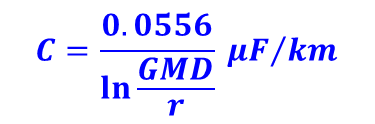 C = 0.0556 / ln(GMD / r) μF/km